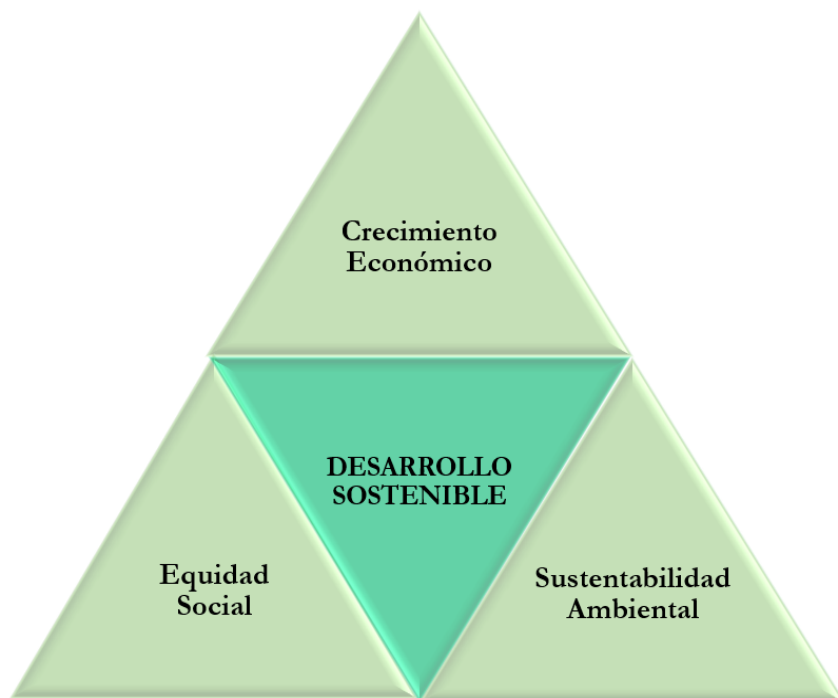 Crecimiento
Económico
DESARROLLO
SOSTENIBLE
Equidad
Social
Sustentabilidad
Ambiental